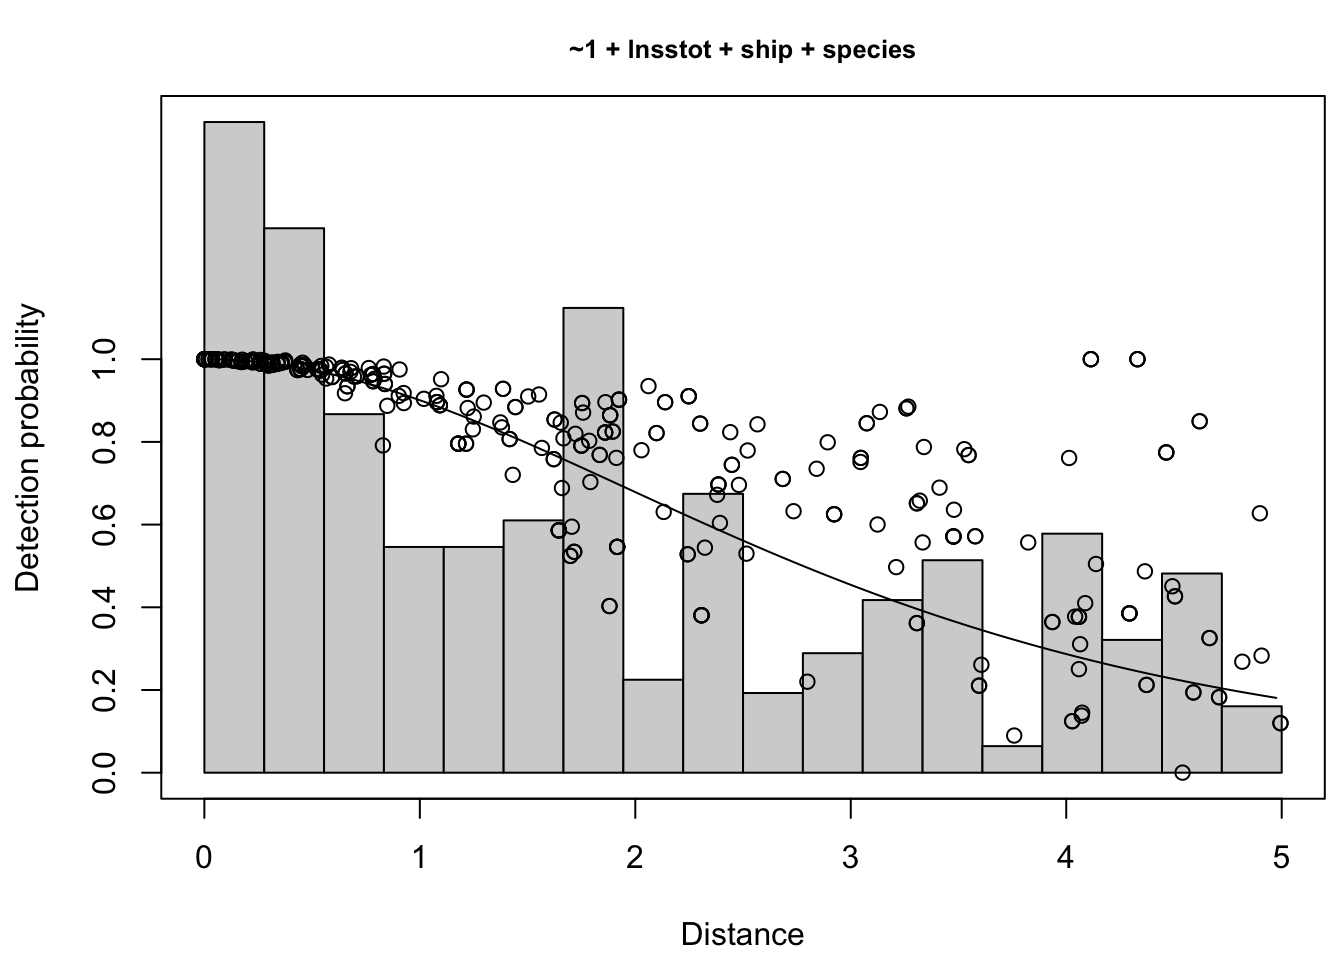 ~1 + lnsstot + ship + species
Detection probability
1.0
0.8
0.6
0.4
0.2
0.0
0 1 2 3 4 5
Distance